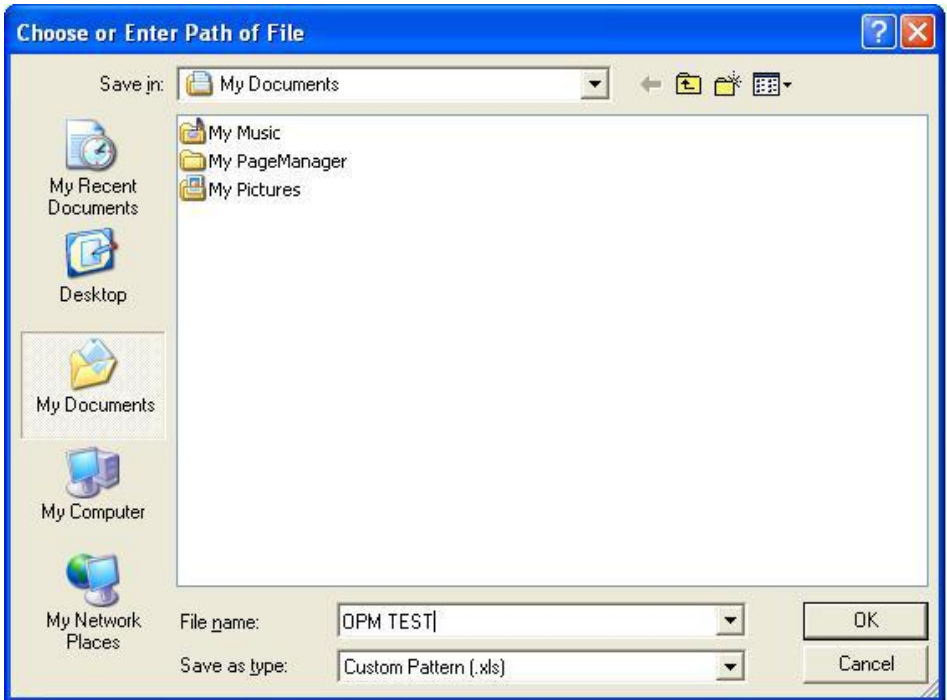 Choose or Enter Path of File
Save in: My Documents
My Music
My PageManager
My Pictures
My Recent
Documents
Desktop
My Documents
My Computer
My Network
Places
File name: OPM TEST OK
Save as type: Custom Pattern (.xls) Cancel